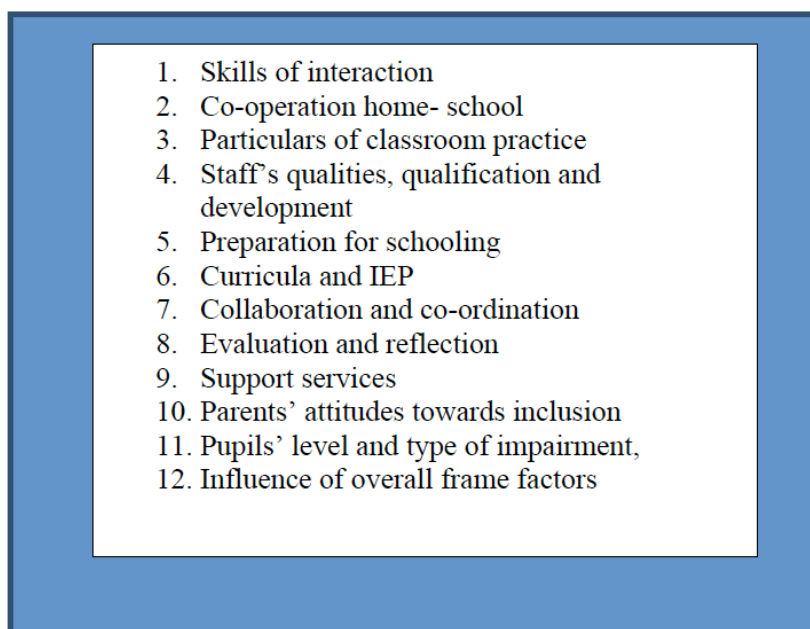 1. Skills of interaction
2. Co-operation home- school
3. Particulars of classroom practice
4. Staff's qualities, qualification and
development
5. Preparation for schooling
6. Curricula and IEP
7. Collaboration and co-ordination
8. Evaluation and reflection
9. Support services
10. Parents' attitudes towards inclusion
11. Pupils' level and type of impairment,
12. Influence of overall frame factors